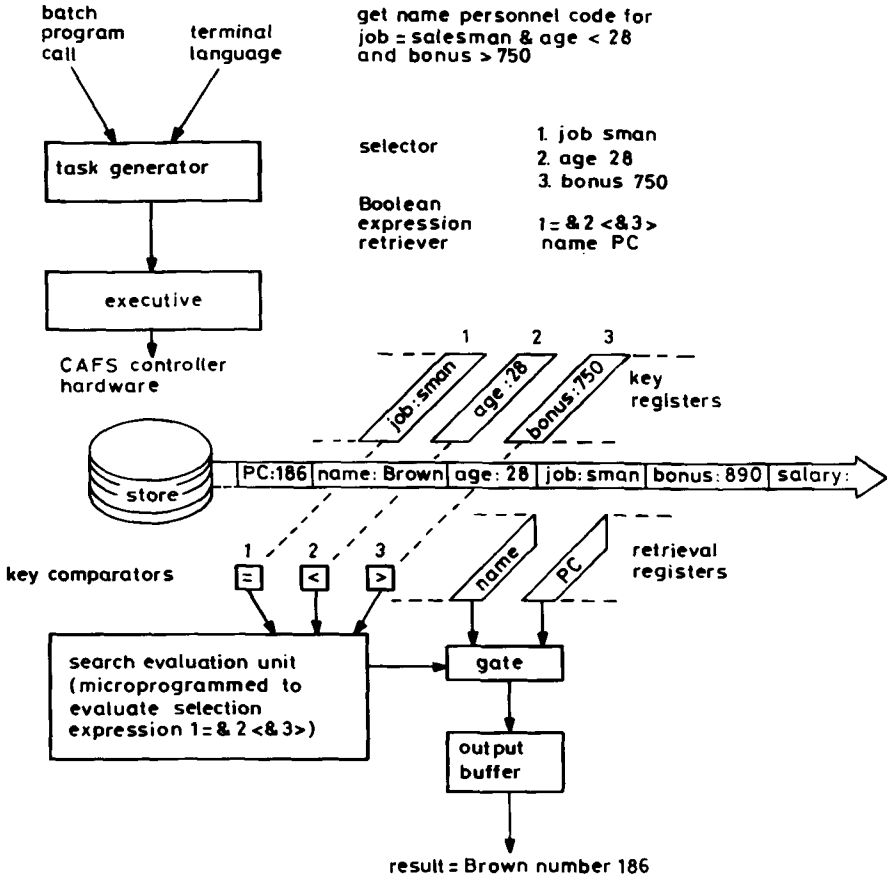 batch
program
call
terminal
language
get name personnel code for
job = salesman & age < 28
and bonus > 750
task generator
selector
1. job sman
2. age 28
3. bonus 750
Boolean
expression
retriever
1= & 2 < & 3 >
name PC
executive
CAFS controller
hardware
1 2 3
job:sman
age:28
bonus:750
key
registers
store
PC:186 name: Brown age: 28 job:sman bonus: 890 salary:
1 2 3
key comparators
= < >
name
PC
retrieval
registers
search evaluation unit
(microprogrammed to
evaluate selection
expression 1= & 2 < & 3 >)
gate
output
buffer
result = Brown number 186